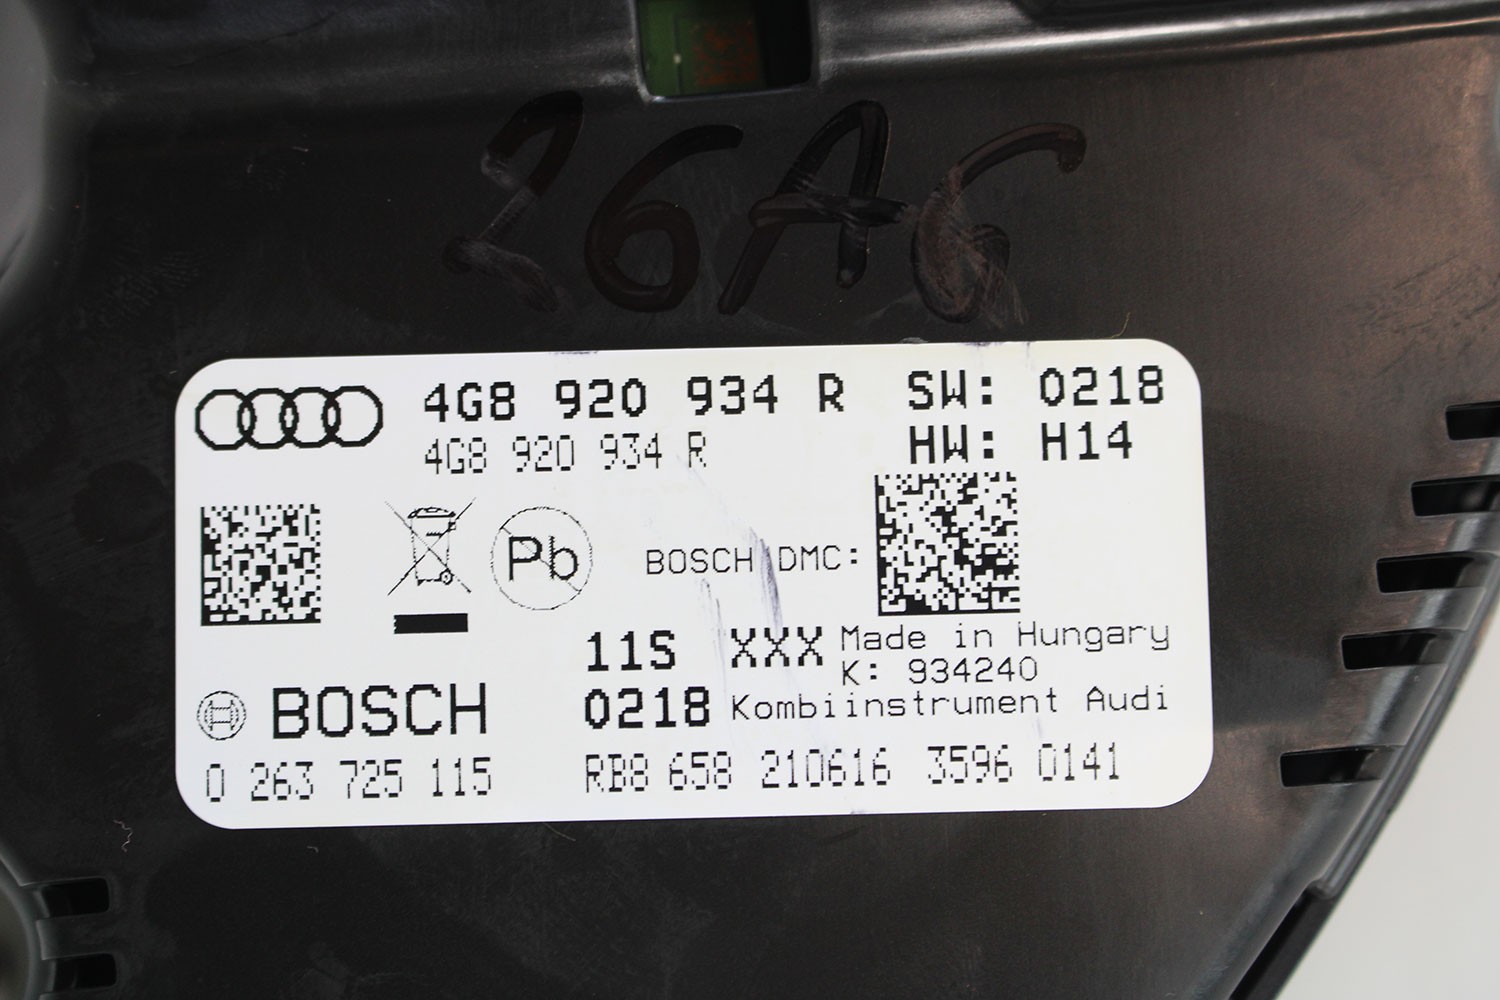 26A6
4G8 920 934 R SW: 0218
4G8 920 934 R HW: H14
Pb
BOSCH DMC:
11S XXX Made in Hungary
K: 934240
BOSCH 0218 Kombiinstrument Audi
0 263 725 115 RB8 658 210616 3596 0141